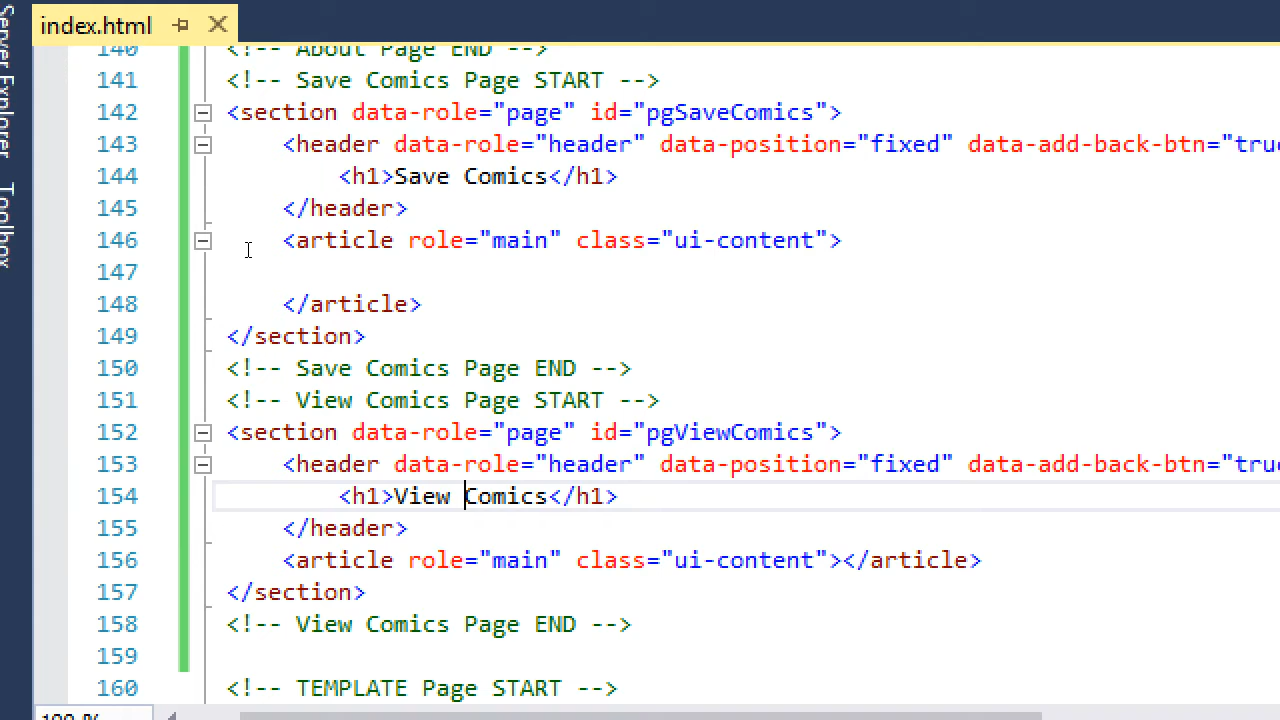 index.html
Server Explorer
Toolbox
140 <!-- About Page END -->
141 <!-- Save Comics Page START -->
142 <section data-role="page" id="pgSaveComics">
143 <header data-role="header" data-position="fixed" data-add-back-btn="true
144 <h1>Save Comics</h1>
145 </header>
146 <article role="main" class="ui-content">
147
148 </article>
149 </section>
150 <!-- Save Comics Page END -->
151 <!-- View Comics Page START -->
152 <section data-role="page" id="pgViewComics">
153 <header data-role="header" data-position="fixed" data-add-back-btn="true
154 <h1>View Comics</h1>
155 </header>
156 <article role="main" class="ui-content"></article>
157 </section>
158 <!-- View Comics Page END -->
159
160 <!-- TEMPLATE Page START -->
100 %